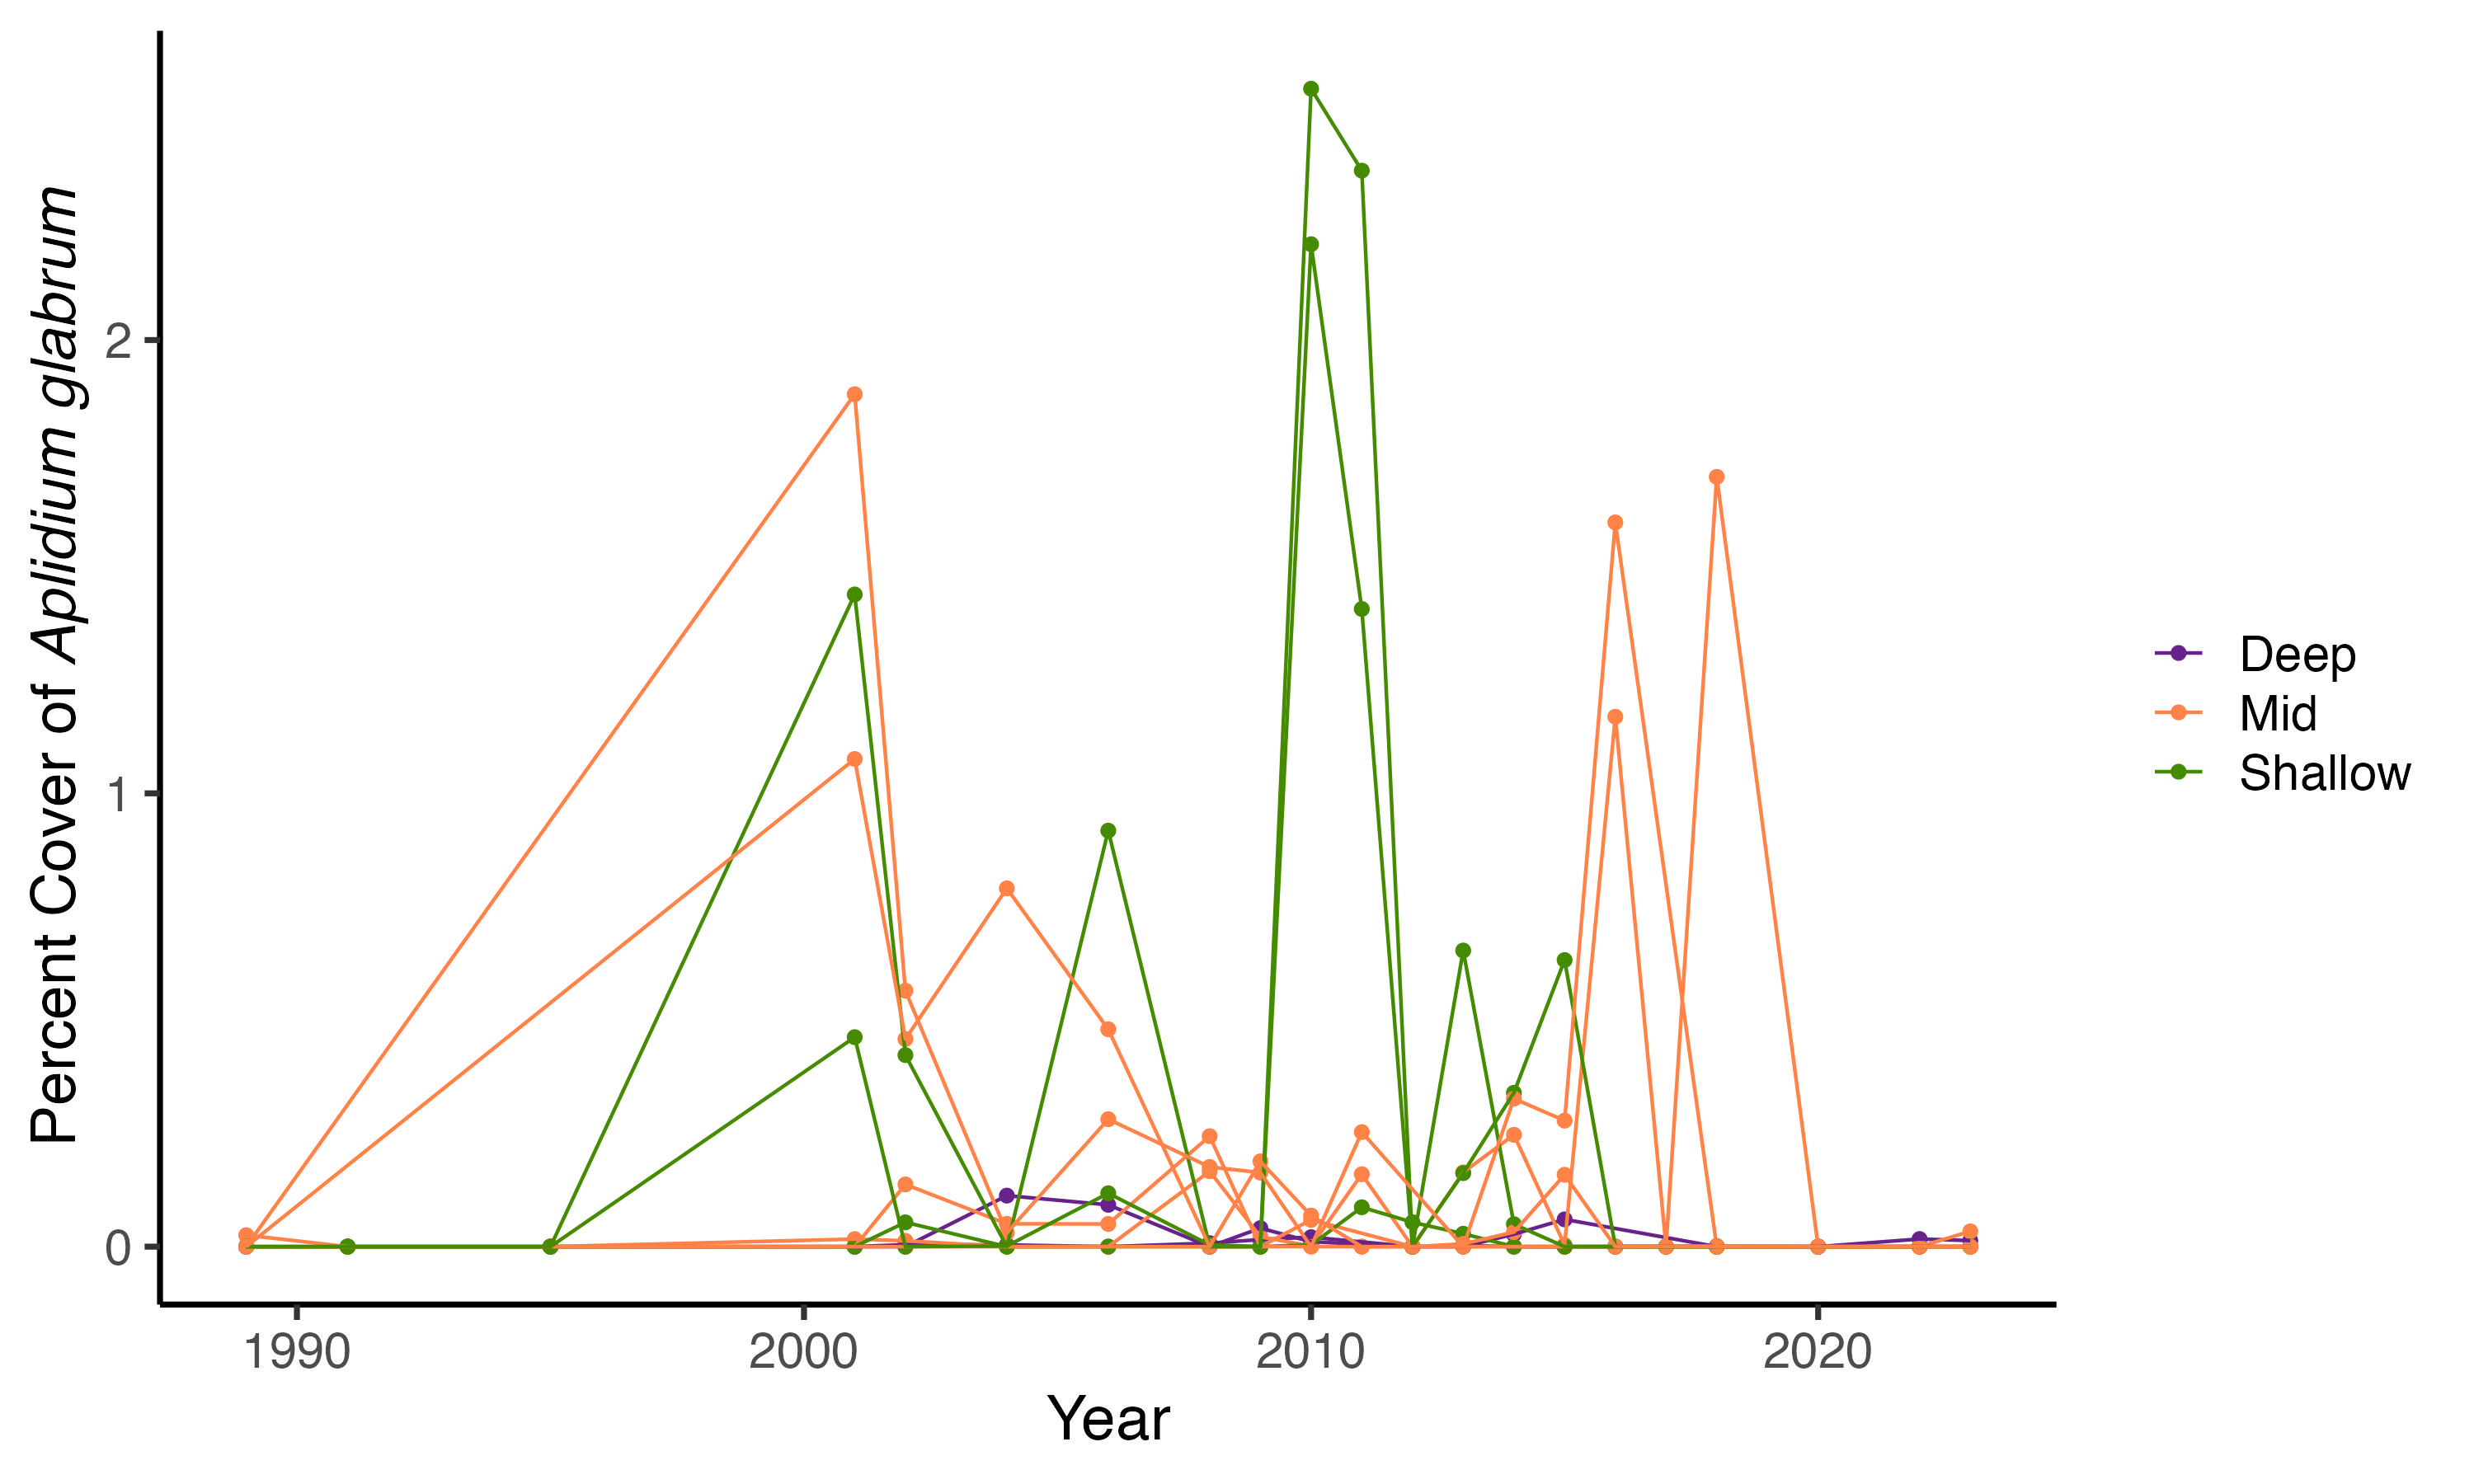 Percent Cover of Aplidium glabrum
2
1
0
1990 2000 2010 2020
Year
Deep
Mid
Shallow